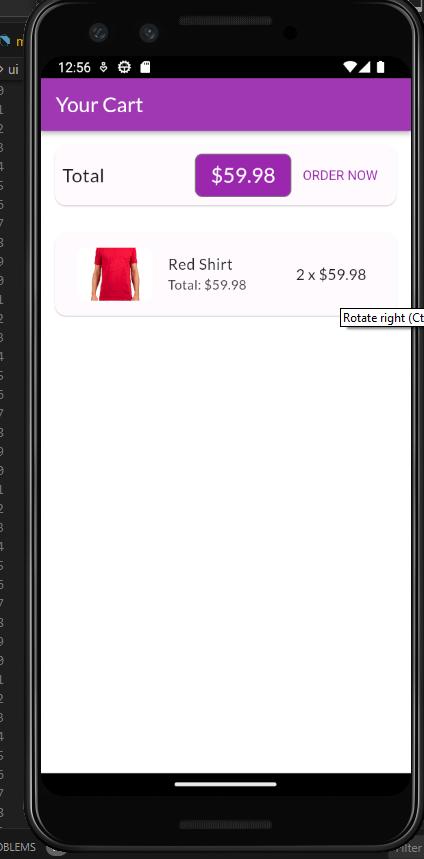 m
ui
12:56
Your Cart
Total
$59.98
ORDER NOW
Red Shirt
Total: $59.98
2 x $59.98
Rotate right (Ct
OBLEMS
Filter